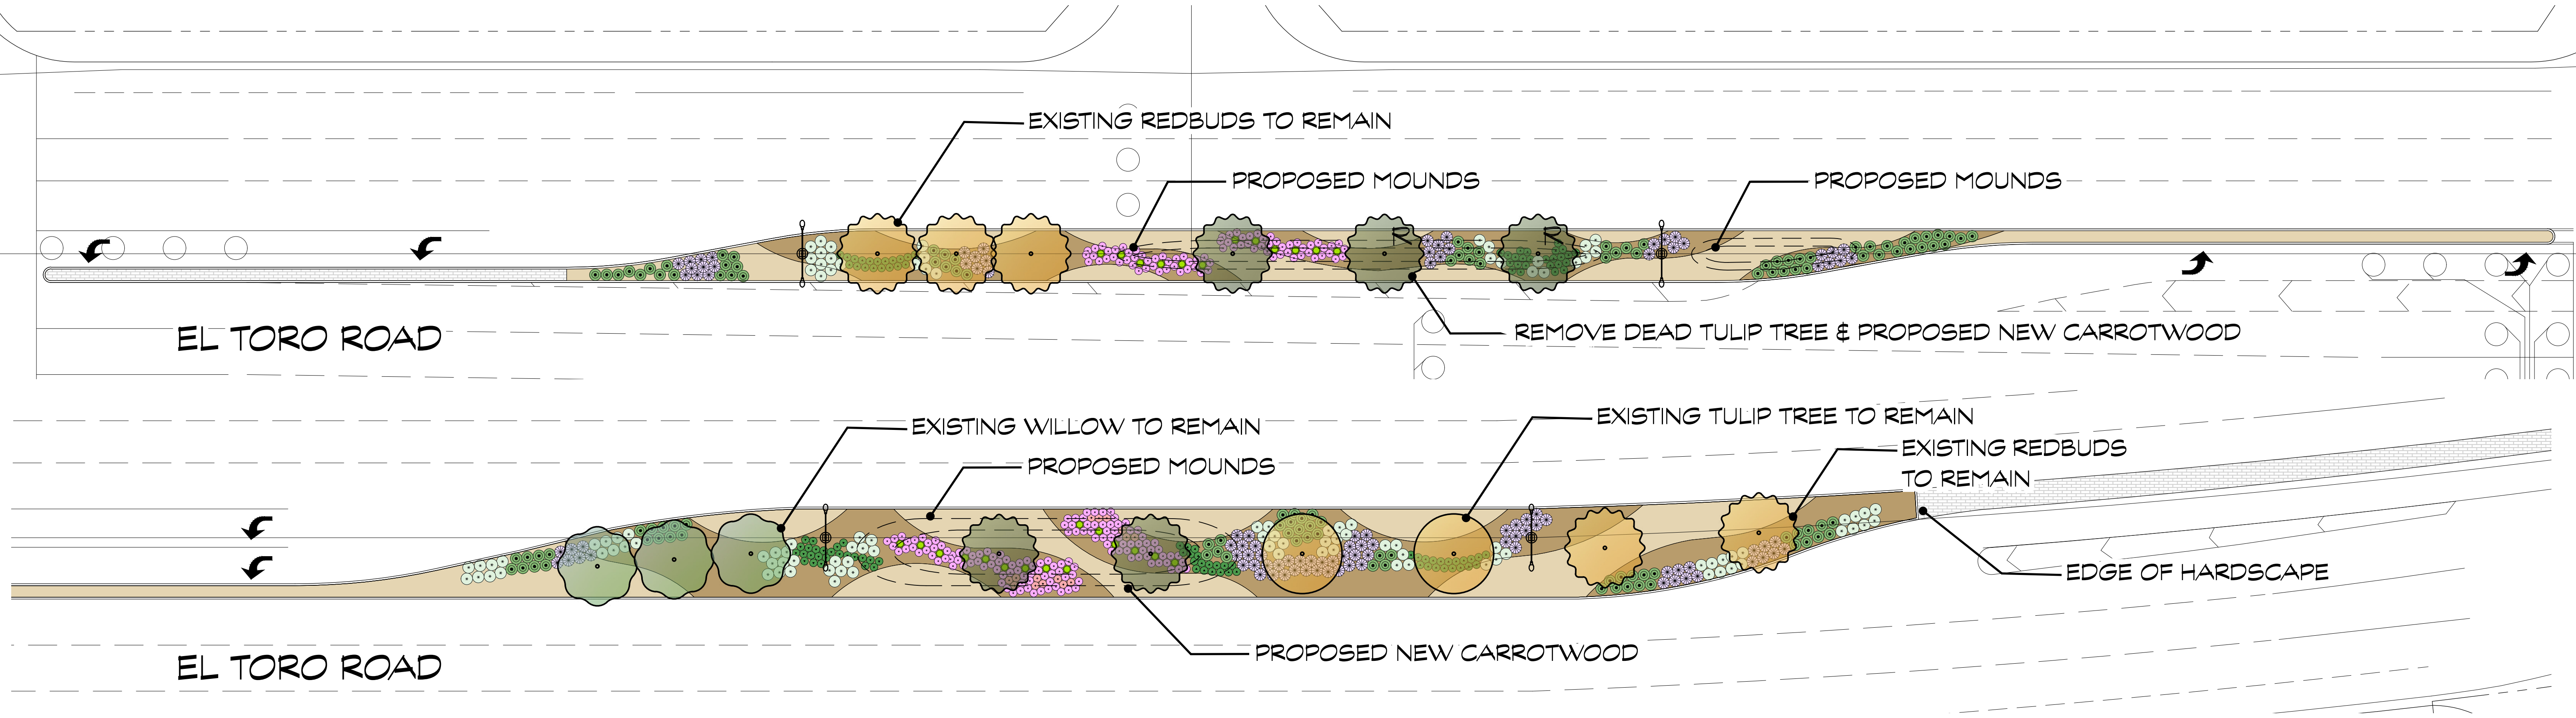 EXISTING REDBUDS TO REMAIN
PROPOSED MOUNDS
PROPOSED MOUNDS
REMOVE DEAD TULIP TREE & PROPOSED NEW CARROTWOOD
EL TORO ROAD
EXISTING TULIP TREE TO REMAIN
EXISTING WILLOW TO REMAIN
EXISTING REDBUDS
TO REMAIN
PROPOSED MOUNDS
EDGE OF HARDSCAPE
PROPOSED NEW CARROTWOOD
EL TORO ROAD